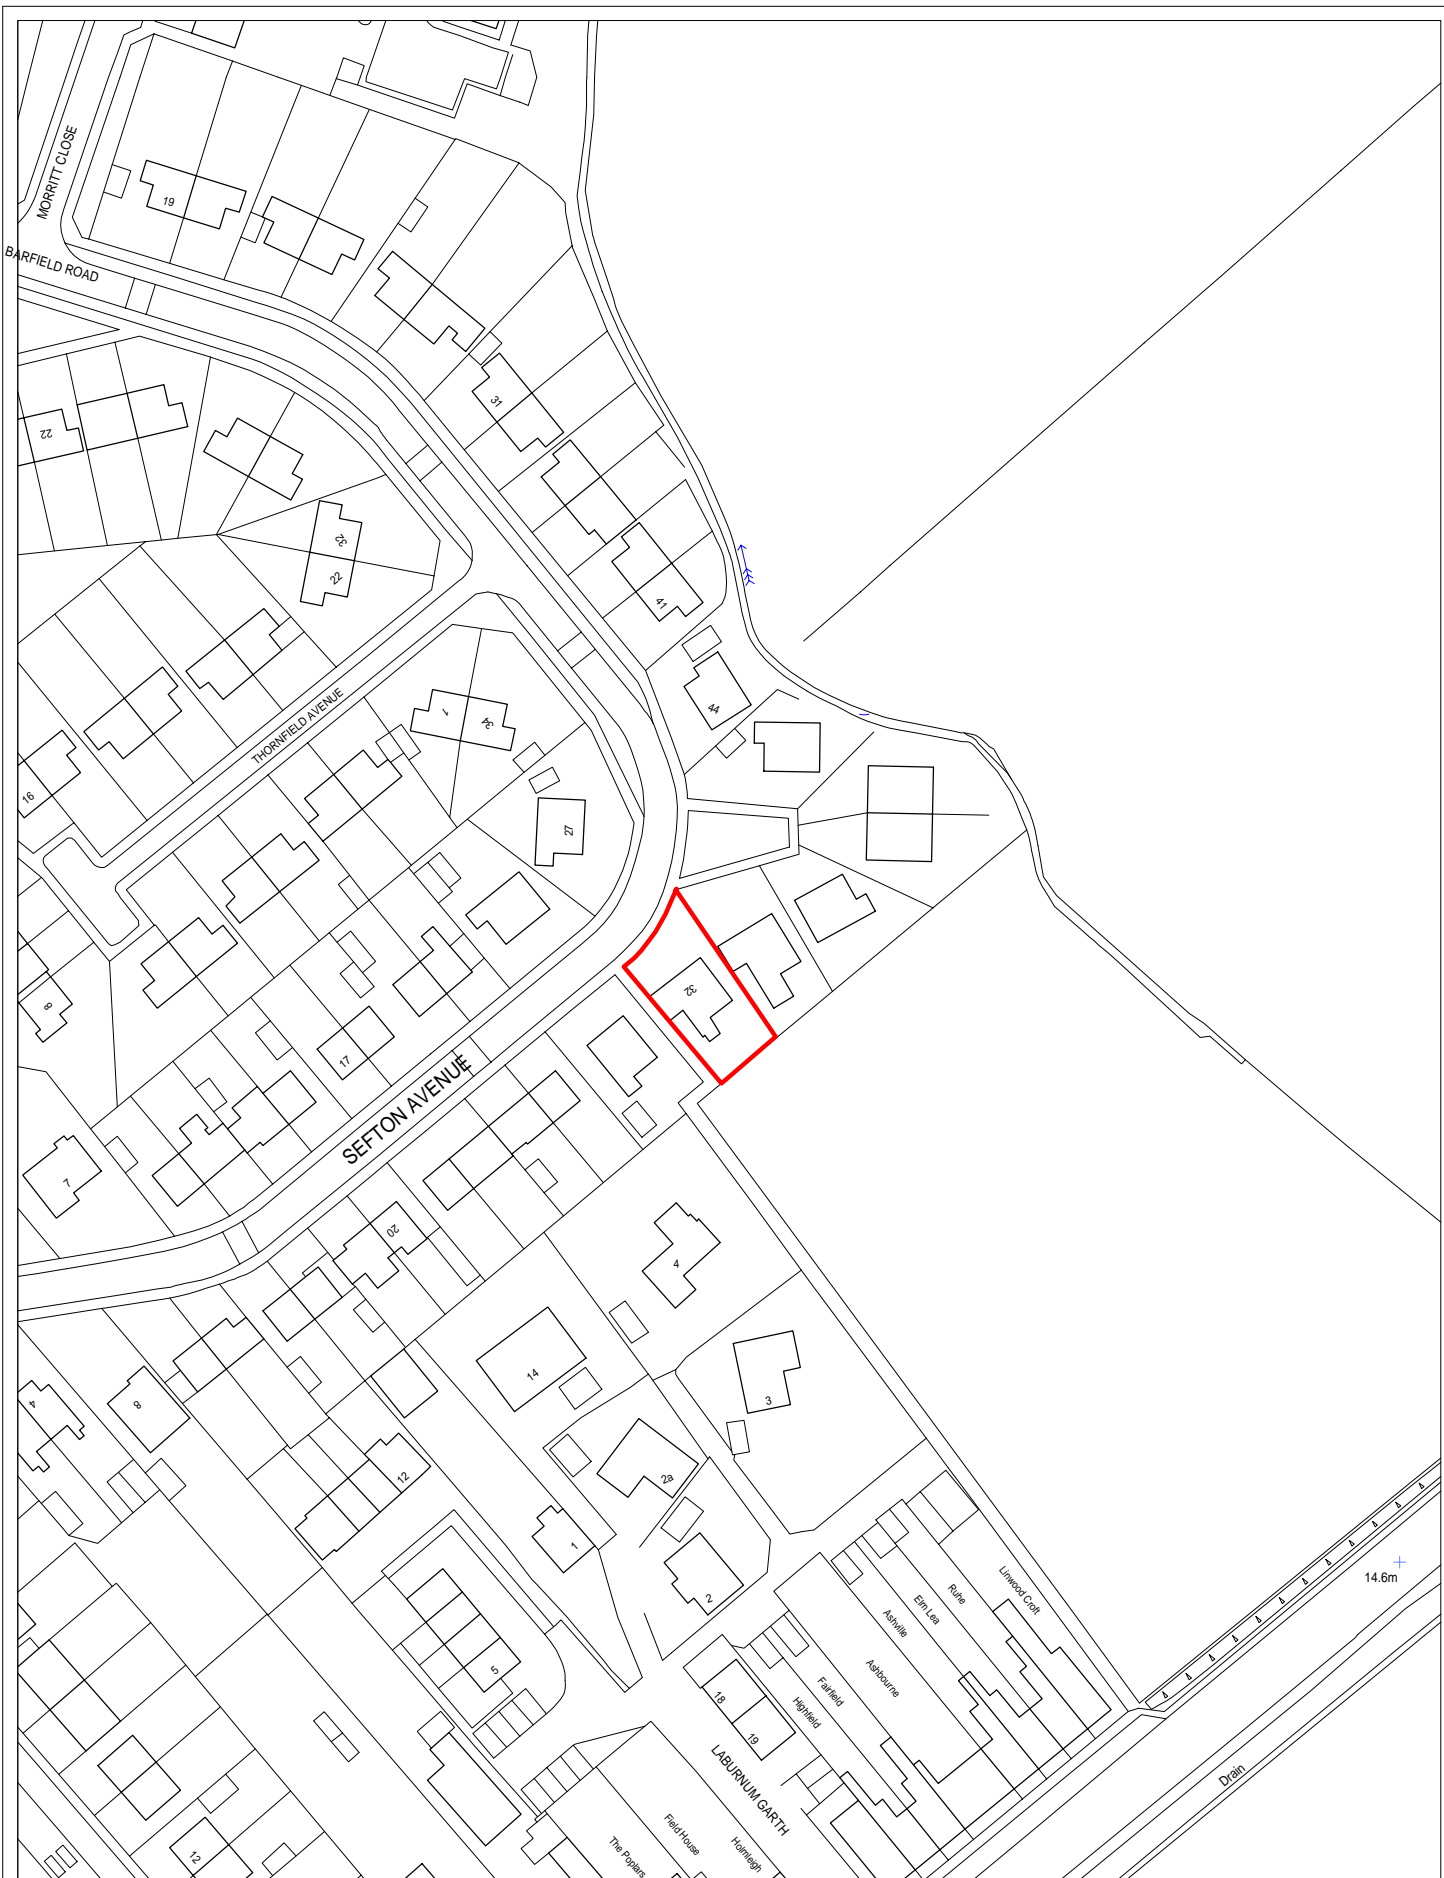 MORRITT CLOSE
19
BARFIELD ROAD
31
22
32
22
41
THORNFIELD AVENUE
44
1
34
16
27
32
8
17
SEFTON AVENUE
7
20
4
14
3
4
8
2a
12
1
2
Linwood Croft
Ruhe
Elm Lea
Ashville
Ashbourne
Fairfield
Highfield
14.6m
5
18
19
LABURNUM GARTH
Drain
Field House
The Poplars
Holmleigh
12